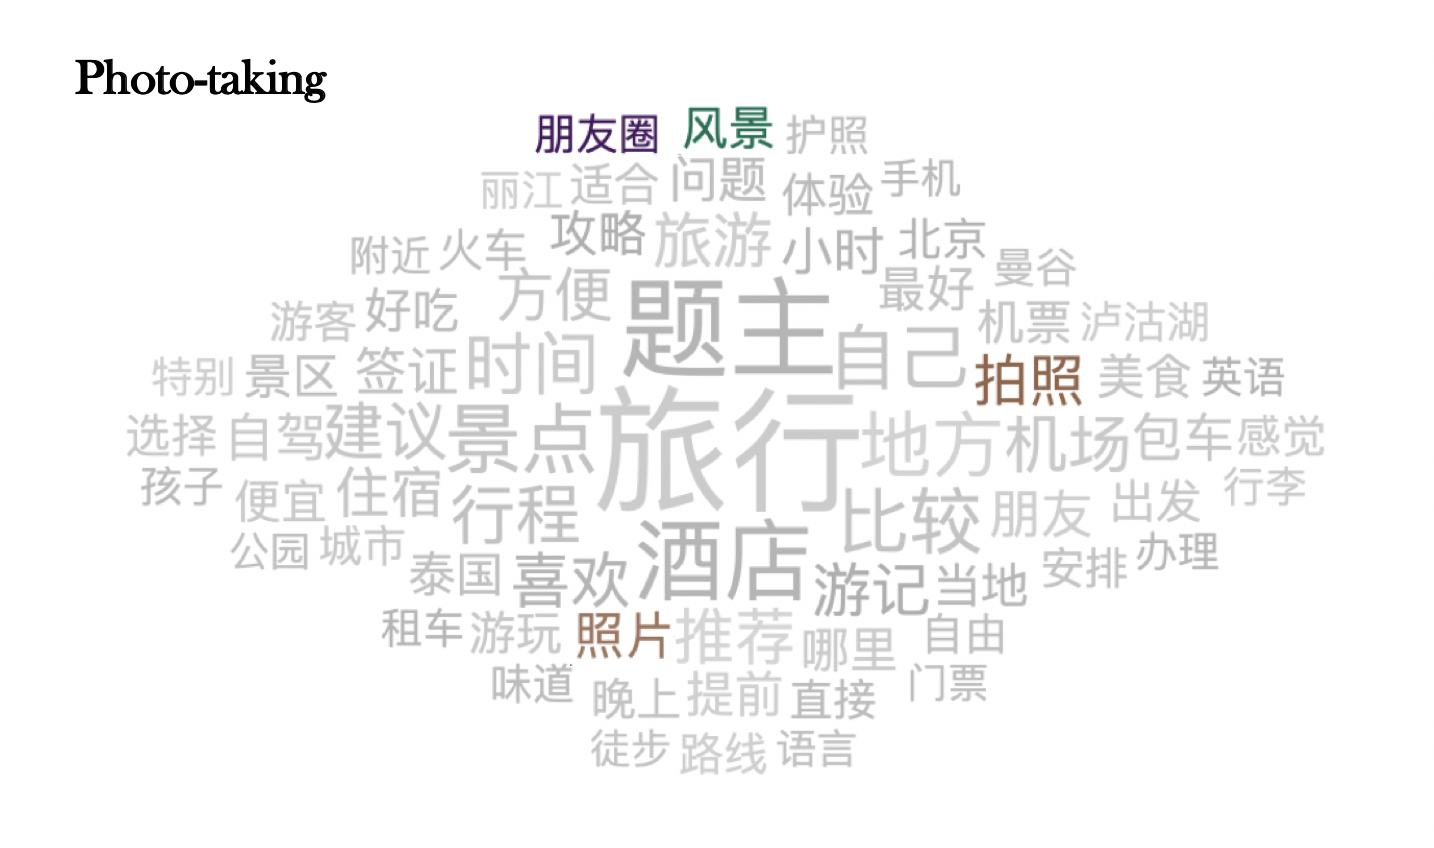 Photo-taking
朋友圈 风景 护照
丽江 适合 问题 体验 手机
附近 火车 攻略 旅游 小时 北京 曼谷
游客 好吃 方便 题主 最好 机票 泸沽湖
特别 景区 签证 时间 自己 拍照 美食 英语
选择 自驾 建议 景点 旅行 地方 机场 包车 感觉
孩子 便宜 住宿 行程 比较 朋友 出发 行李
公园 城市 泰国 喜欢 酒店 游记 当地 安排 办理
租车 游玩 照片 推荐 哪里 自由
味道 晚上 提前 直接 门票
徒步 路线 语言